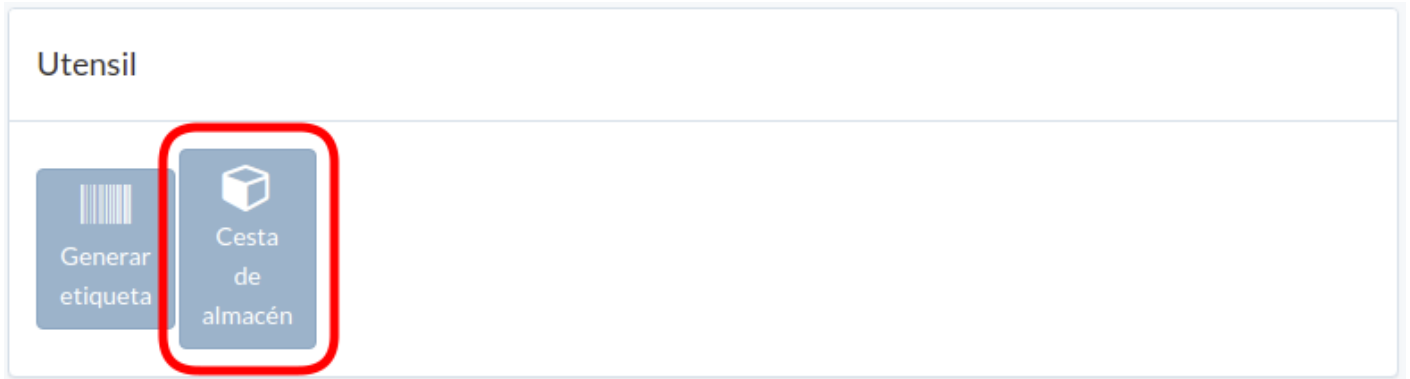 Utensil
Generar
etiqueta
Cesta
de
almacén